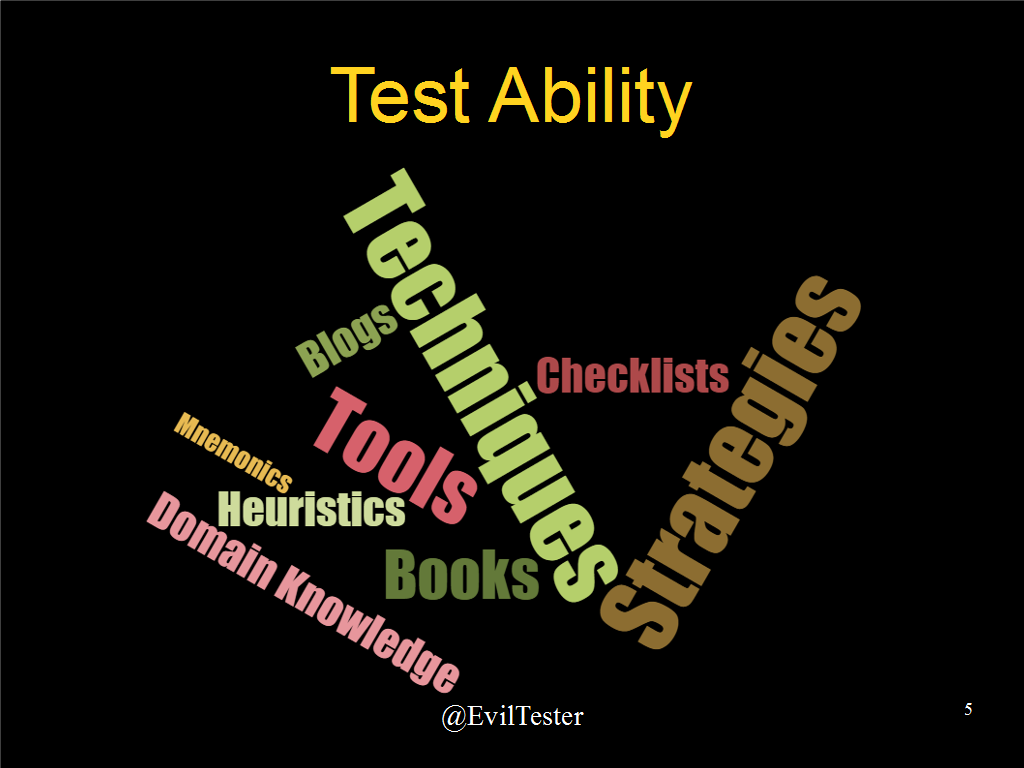 Test Ability
Techniques
Blogs
Checklists
Strategies
Tools
Mnemonics
Heuristics
Books
Domain Knowledge
@EvilTester
5